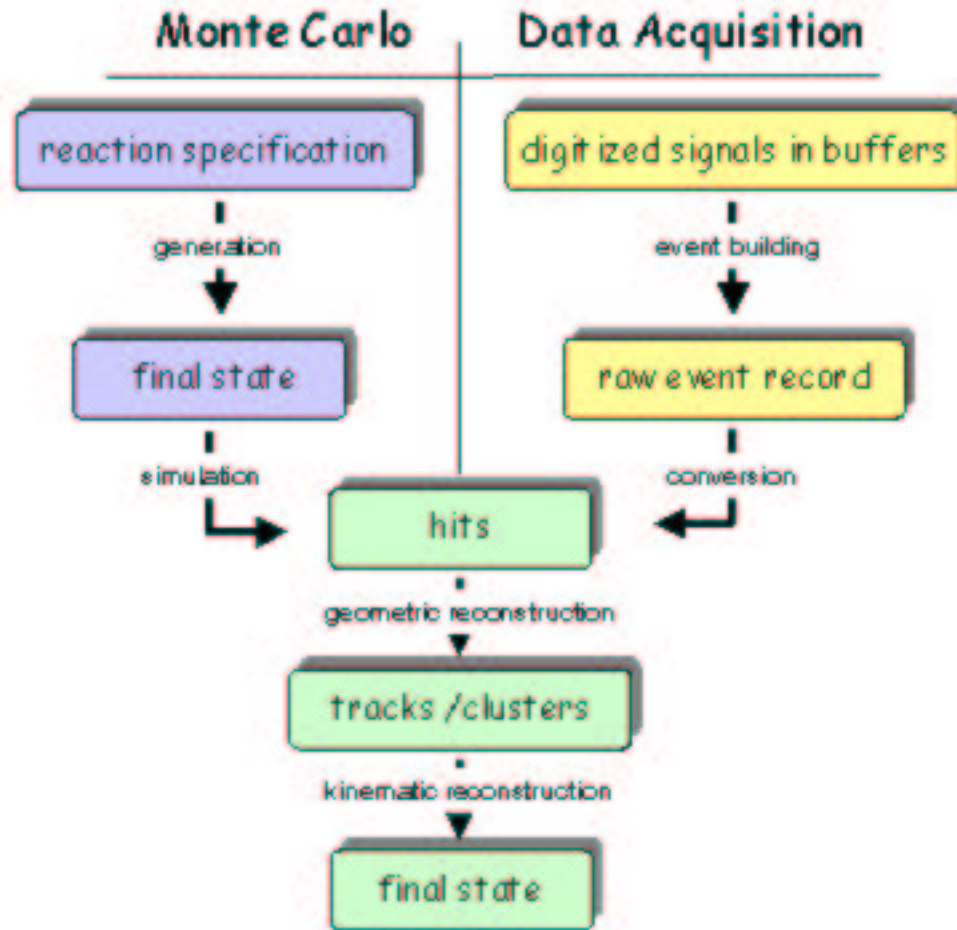 Monte Carlo
Data Acquisition
reaction specification
digitized signals in buffers
generation
event building
final state
raw event record
simulation
conversion
hits
geometric reconstruction
tracks /clusters
kinematic reconstruction
final state